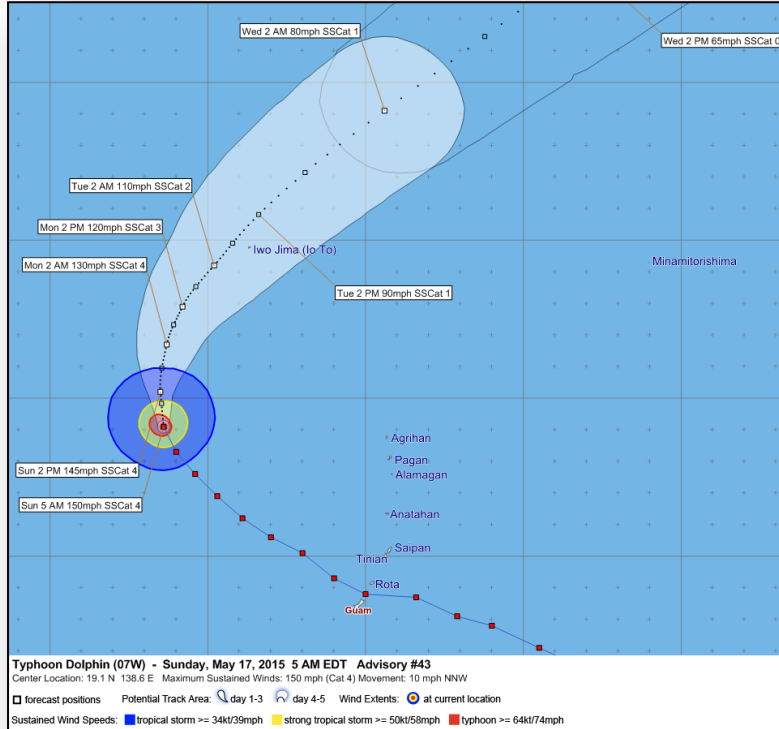 Wed 2 AM 80mph SSCat 1
Wed 2 PM 65mph SSCat 0
Tue 2 AM 110mph SSCat 2
Mon 2 PM 120mph SSCat 3
Iwo Jima (Io To)
Minamitorishima
Mon 2 AM 130mph SSCat 4
Tue 2 PM 90mph SSCat 1
Agrihan
Pagan
Sun 2 PM 145mph SSCat 4
Alamagan
Sun 5 AM 150mph SSCat 4
Anatahan
Saipan
Tinian
Rota
Guam
Typhoon Dolphin (07W) - Sunday, May 17, 2015 5 AM EDT Advisory #43
Center Location: 19.1 N 138.6 E Maximum Sustained Winds: 150 mph (Cat 4) Movement: 10 mph NNW
forecast positions Potential Track Area: day 1-3 day 4-5 Wind Extents: at current location
Sustained Wind Speeds: tropical storm >= 34kt/39mph strong tropical storm >= 50kt/58mph typhoon >= 64kt/74mph